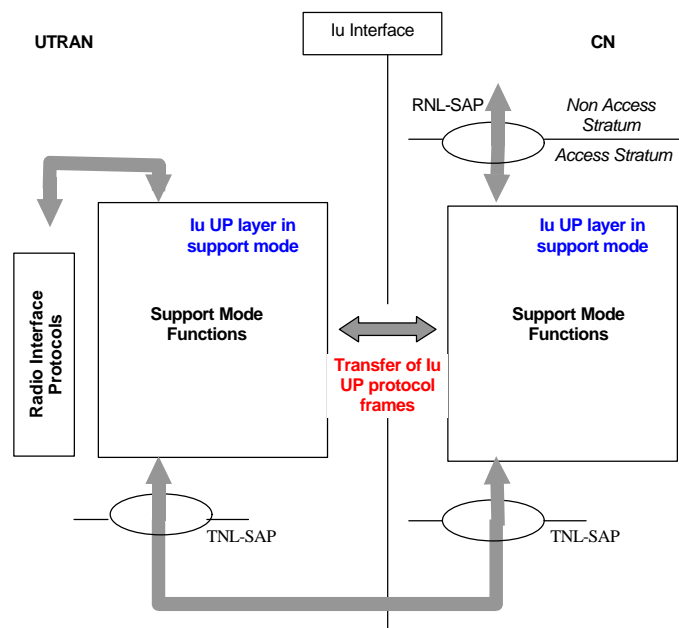 UTRAN
Iu Interface
CN
RNL-SAP
Non Access
Stratum
Access Stratum
Iu UP layer in
support mode
Support Mode
Functions
Radio Interface
Protocols
Transfer of Iu
UP protocol
frames
Iu UP layer in
support mode
Support Mode
Functions
TNL-SAP
TNL-SAP